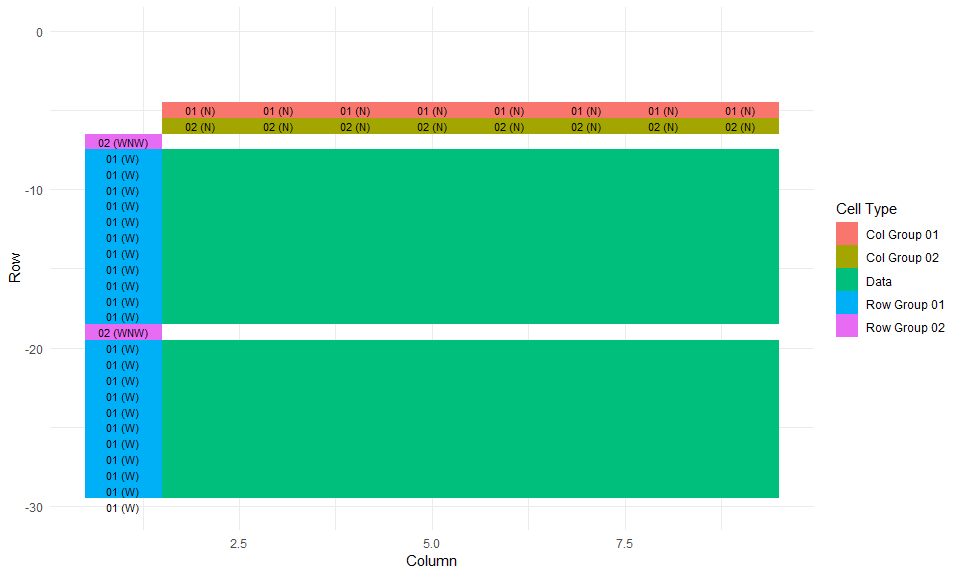 0
01 (N) 01 (N) 01 (N) 01 (N) 01 (N) 01 (N) 01 (N) 01 (N)
02 (N) 02 (N) 02 (N) 02 (N) 02 (N) 02 (N) 02 (N) 02 (N)
02 (WNW)
01 (W)
01 (W)
-10 01 (W)
01 (W)
01 (W)
01 (W)
01 (W)
01 (W)
01 (W)
01 (W)
01 (W)
02 (WNW)
-20 01 (W)
01 (W)
01 (W)
01 (W)
01 (W)
01 (W)
01 (W)
01 (W)
01 (W)
01 (W)
-30 01 (W)
Row
2.5 5.0 7.5
Column
Cell Type
Col Group 01
Col Group 02
Data
Row Group 01
Row Group 02